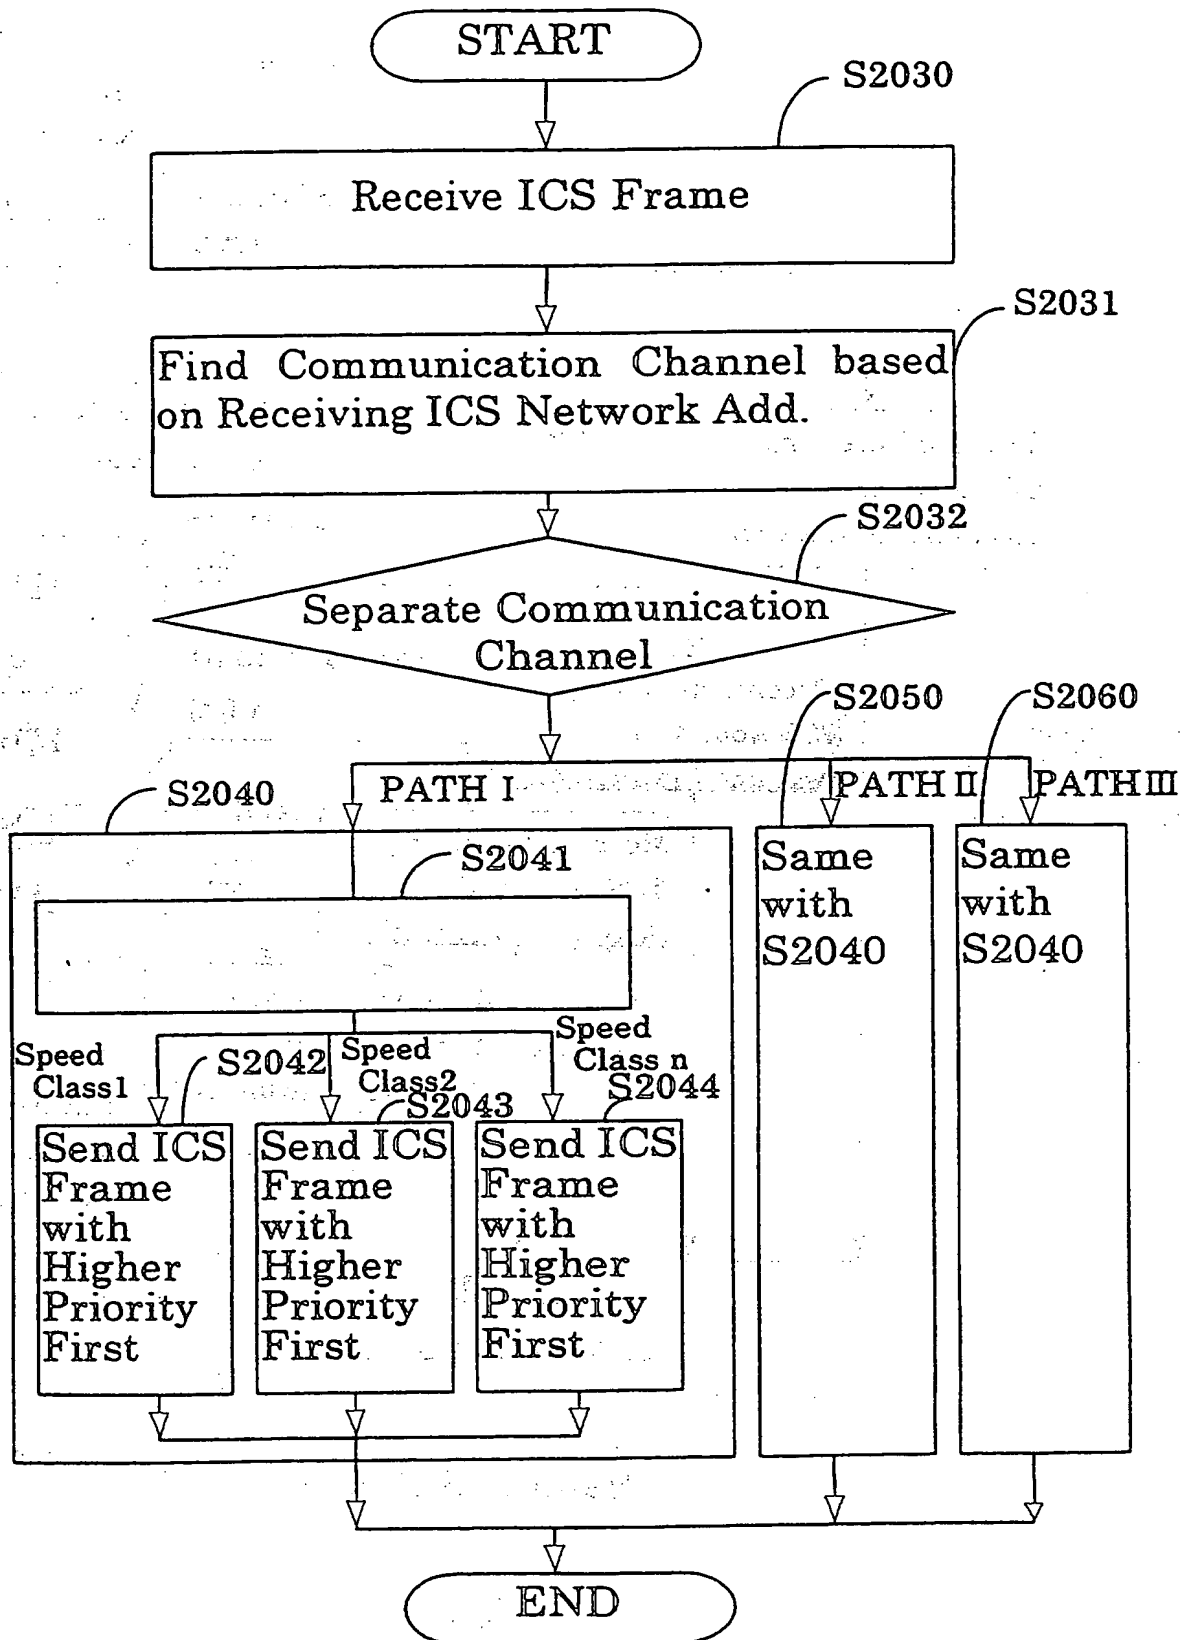 START
S2030
Receive ICS Frame
S2031
Find Communication Channel based
on Receiving ICS Network Add.
S2032
Separate Communication
Channel
S2050
S2060
S2040
PATH I
PATH II
PATH III
S2041
Same
with
S2040
Same
with
S2040
Speed
Class1
S2042
Speed
Class2
S2043
Speed
Class n
S2044
Send ICS
Frame
with
Higher
Priority
First
Send ICS
Frame
with
Higher
Priority
First
Send ICS
Frame
with
Higher
Priority
First
END